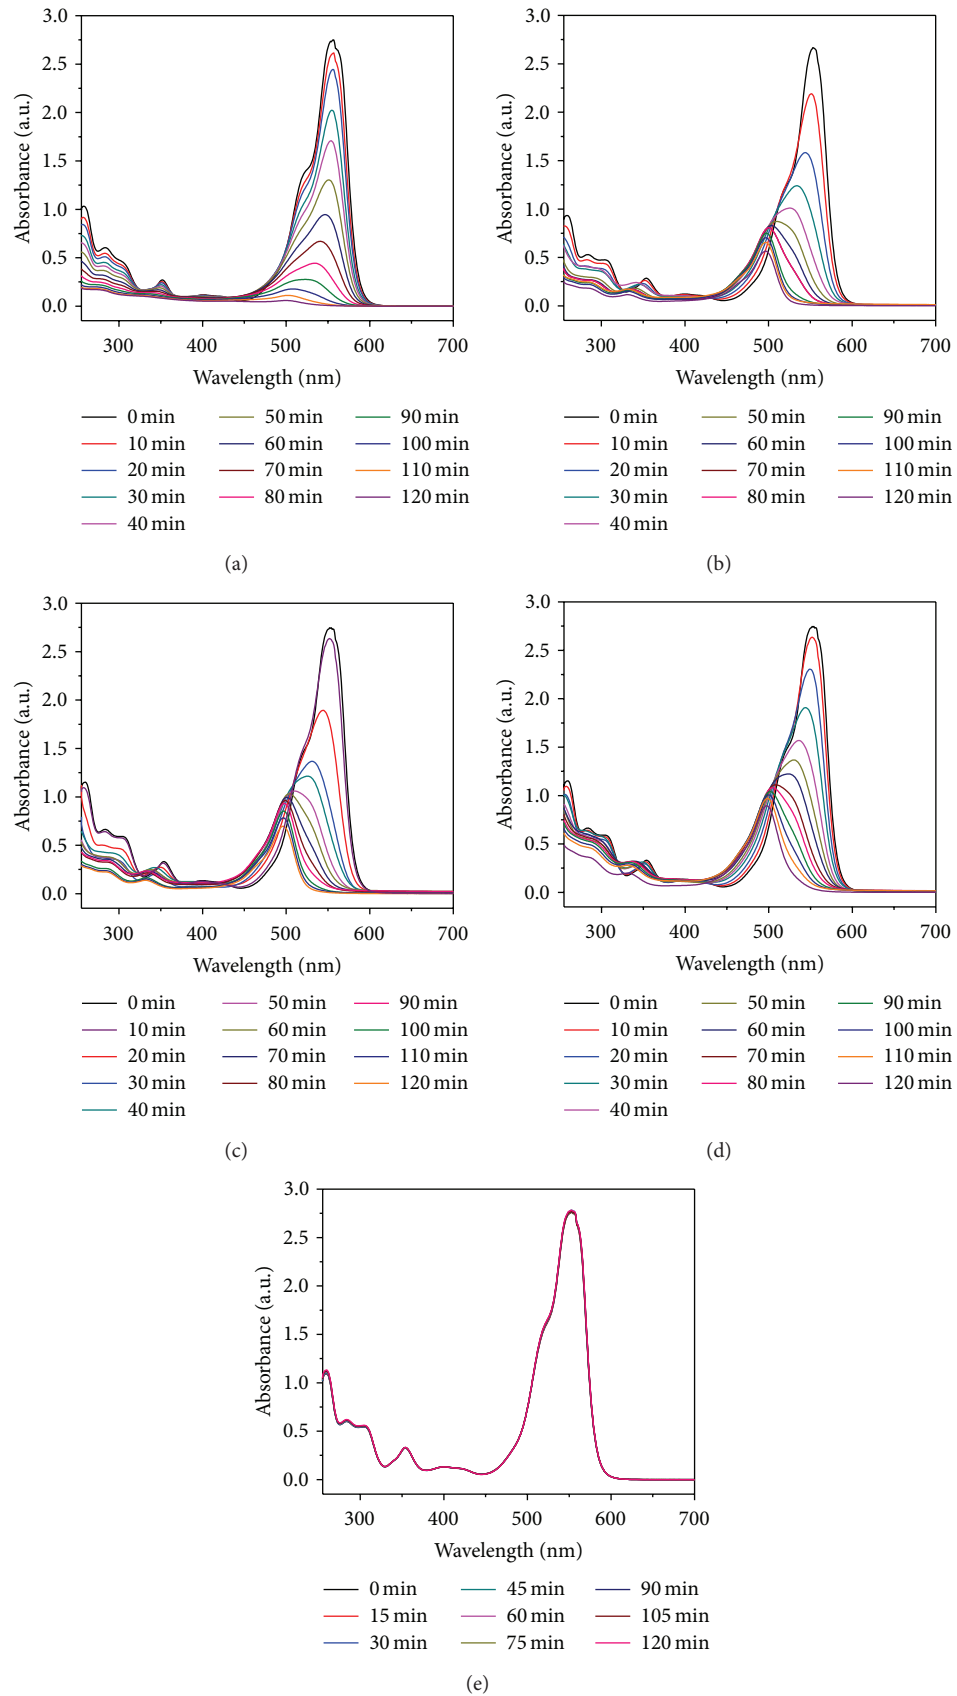 3.0
2.5
2.0
1.5
1.0
0.5
0.0
Absorbance (a.u.)
300 400 500 600 700
Wavelength (nm)
0 min 50 min 90 min
10 min 60 min 100 min
20 min 70 min 110 min
30 min 80 min 120 min
40 min
(a)
3.0
2.5
2.0
1.5
1.0
0.5
0.0
Absorbance (a.u.)
300 400 500 600 700
Wavelength (nm)
0 min 50 min 90 min
10 min 60 min 100 min
20 min 70 min 110 min
30 min 80 min 120 min
40 min
(b)
3.0
2.5
2.0
1.5
1.0
0.5
0.0
Absorbance (a.u.)
300 400 500 600 700
Wavelength (nm)
0 min 50 min 90 min
10 min 60 min 100 min
20 min 70 min 110 min
30 min 80 min 120 min
40 min
(c)
3.0
2.5
2.0
1.5
1.0
0.5
0.0
Absorbance (a.u.)
300 400 500 600 700
Wavelength (nm)
0 min 50 min 90 min
10 min 60 min 100 min
20 min 70 min 110 min
30 min 80 min 120 min
40 min
(d)
3.0
2.5
2.0
1.5
1.0
0.5
0.0
Absorbance (a.u.)
300 400 500 600 700
Wavelength (nm)
0 min 45 min 90 min
15 min 60 min 105 min
30 min 75 min 120 min
(e)